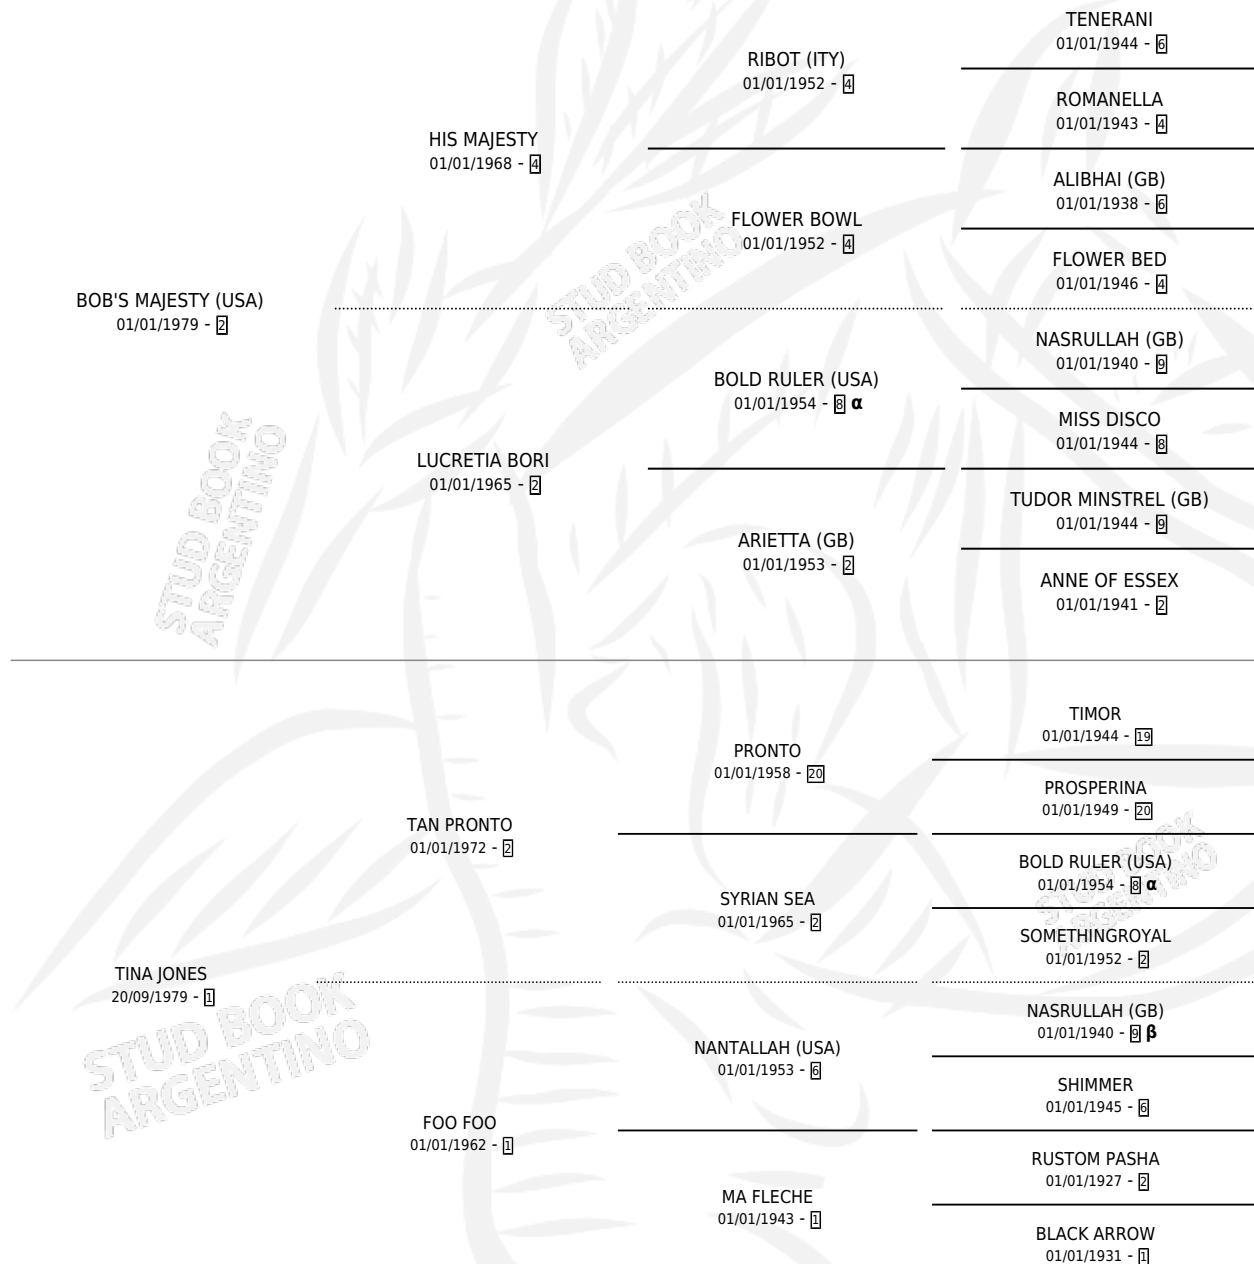 TENERANI
01/01/1944 - 6
RIBOT (ITY)
01/01/1952 - 4
ROMANELLA
01/01/1943 - 4
HIS MAJESTY
01/01/1968 - 4
ALIBHAI (GB)
01/01/1938 - 6
FLOWER BOWL
01/01/1952 - 4
FLOWER BED
01/01/1946 - 4
BOB'S MAJESTY (USA)
01/01/1979 - 2
NASRULLAH (GB)
01/01/1940 - 9
BOLD RULER (USA)
01/01/1954 - 8 α
MISS DISCO
01/01/1944 - 8
LUCRETIA BORI
01/01/1965 - 2
TUDOR MINSTREL (GB)
01/01/1944 - 9
ARIETTA (GB)
01/01/1953 - 2
ANNE OF ESSEX
01/01/1941 - 2
TIMOR
01/01/1944 - 19
PRONTO
01/01/1958 - 20
PROSPERINA
01/01/1949 - 20
TAN PRONTO
01/01/1972 - 2
BOLD RULER (USA)
01/01/1954 - 8 α
SYRIAN SEA
01/01/1965 - 2
SOMETHINGROYAL
01/01/1952 - 2
TINA JONES
20/09/1979 - 1
NASRULLAH (GB)
01/01/1940 - 9 β
NANTALLAH (USA)
01/01/1953 - 6
SHIMMER
01/01/1945 - 6
FOO FOO
01/01/1962 - 1
RUSTOM PASHA
01/01/1927 - 2
MA FLECHE
01/01/1943 - 1
BLACK ARROW
01/01/1931 - 1
STUD BOOK
ARGENTINO
STUD BOOK
ARGENTINO
STUD BOOK
ARGENTINO
STUD BOOK
ARGENTINO